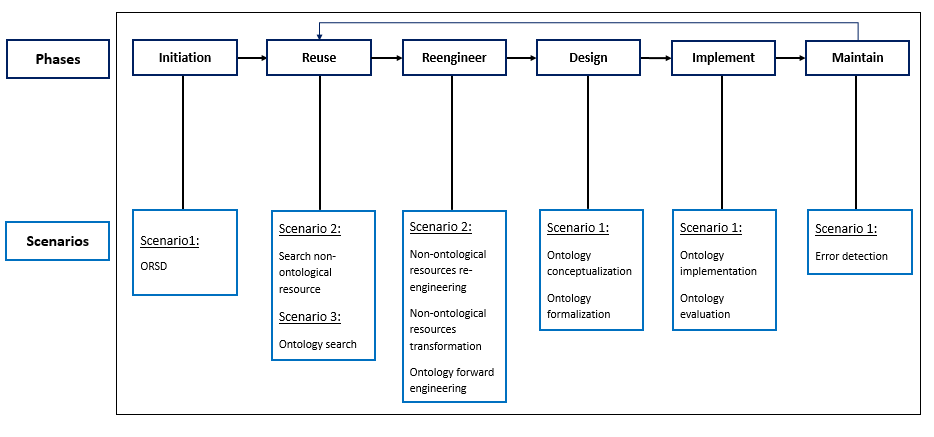 Phases
Initiation
Reuse
Reengineer
Design
Implement
Maintain
Scenarios
Scenario1:
ORSD
Scenario 2:
Search non-
ontological
resource
Scenario 3:
Ontology search
Scenario 2:
Non-ontological
resources re-
engineering
Non-ontological
resources
transformation
Ontology forward
engineering
Scenario 1:
Ontology
conceptualization
Ontology
formalization
Scenario 1:
Ontology
implementation
Ontology
evaluation
Scenario 1:
Error detection